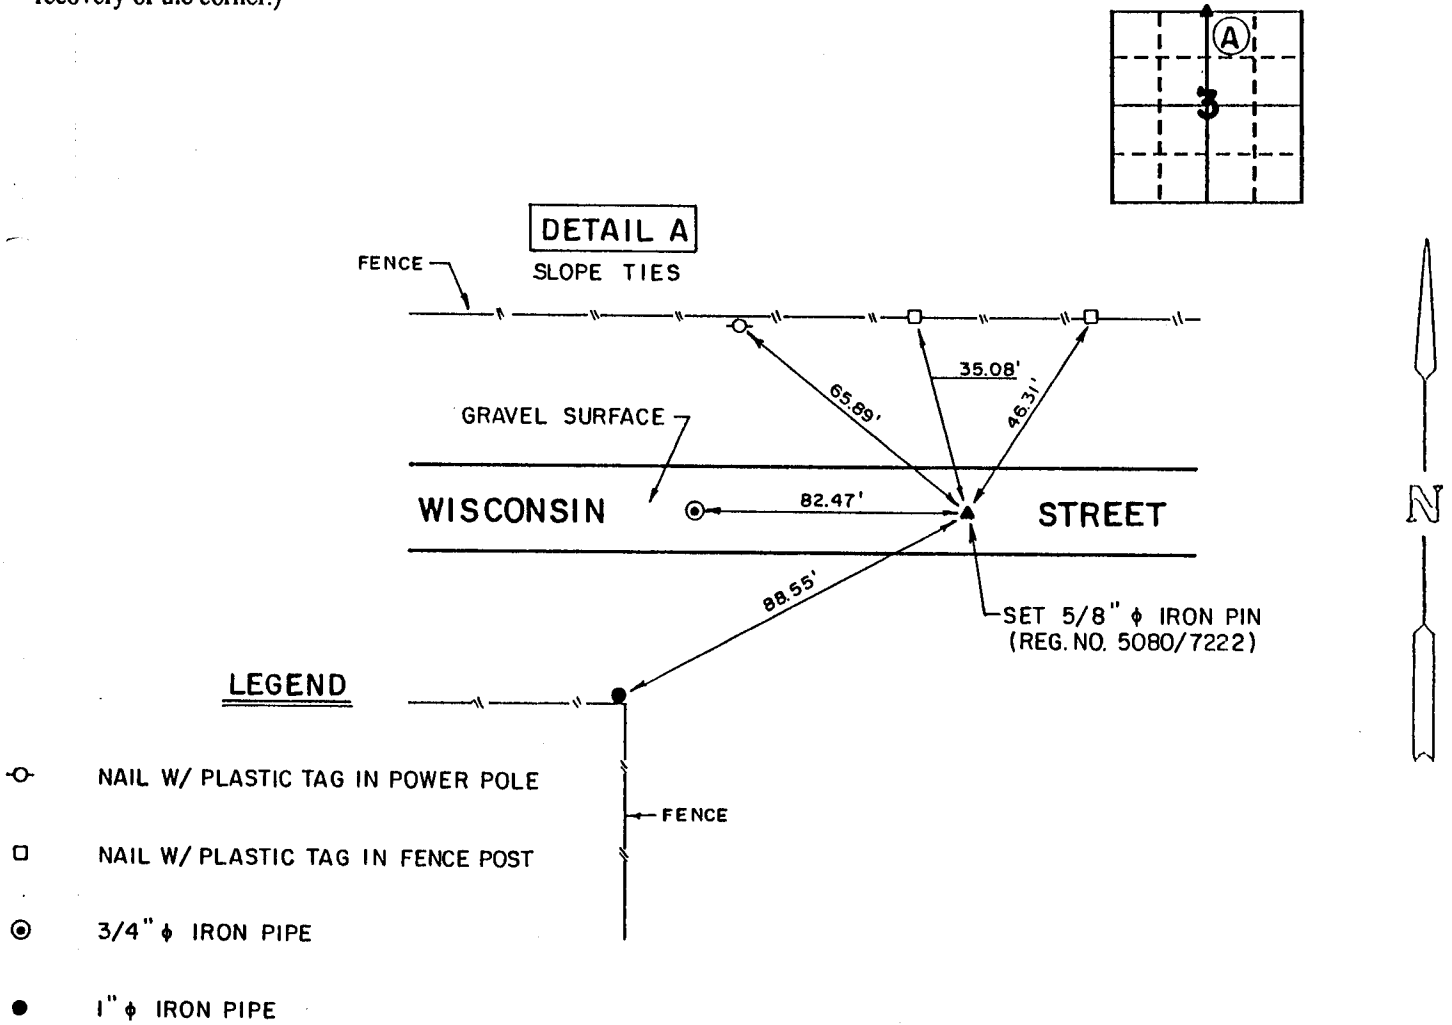 recovery of the corner.)
A
3
DETAIL A
SLOPE TIES
FENCE
65.89'
35.08'
46.31'
GRAVEL SURFACE
WISCONSIN
82.47'
STREET
N
88.55'
SET 5/8" ϕ IRON PIN
(REG. NO. 5080/7222)
LEGEND
NAIL W/ PLASTIC TAG IN POWER POLE
FENCE
NAIL W/ PLASTIC TAG IN FENCE POST
3/4" ϕ IRON PIPE
1" ϕ IRON PIPE